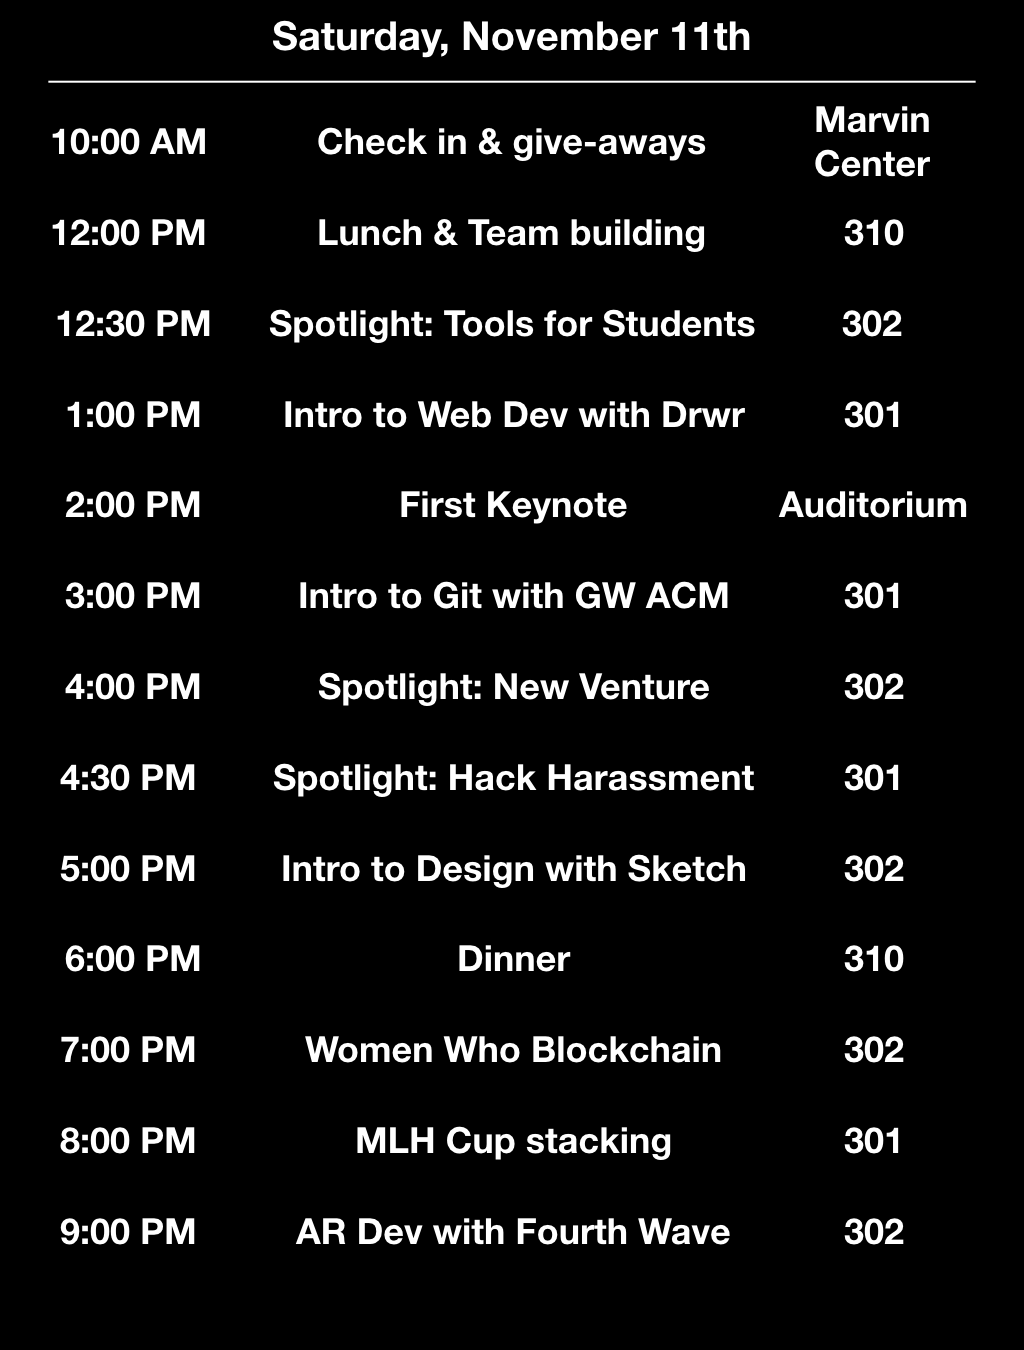 Saturday, November 11th
10:00 AM Check in & give-aways Marvin Center
12:00 PM Lunch & Team building 310
12:30 PM Spotlight: Tools for Students 302
1:00 PM Intro to Web Dev with Drwr 301
2:00 PM First Keynote Auditorium
3:00 PM Intro to Git with GW ACM 301
4:00 PM Spotlight: New Venture 302
4:30 PM Spotlight: Hack Harassment 301
5:00 PM Intro to Design with Sketch 302
6:00 PM Dinner 310
7:00 PM Women Who Blockchain 302
8:00 PM MLH Cup stacking 301
9:00 PM AR Dev with Fourth Wave 302